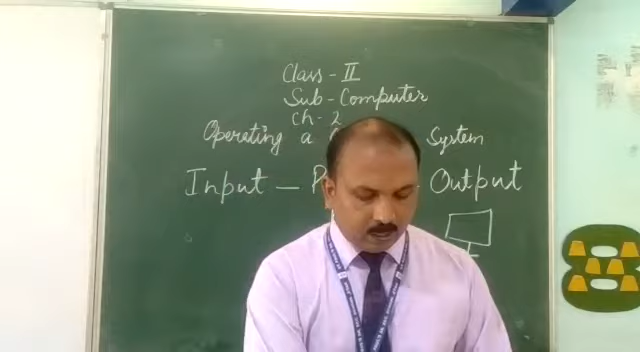 Class - II
Sub - Computer
Ch - 2
Operating a System
Input — Output